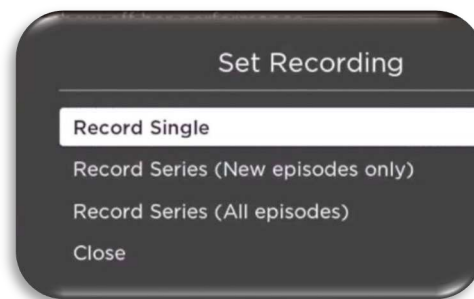 Set Recording
Record Single
Record Series (New episodes only)
Record Series (All episodes)
Close